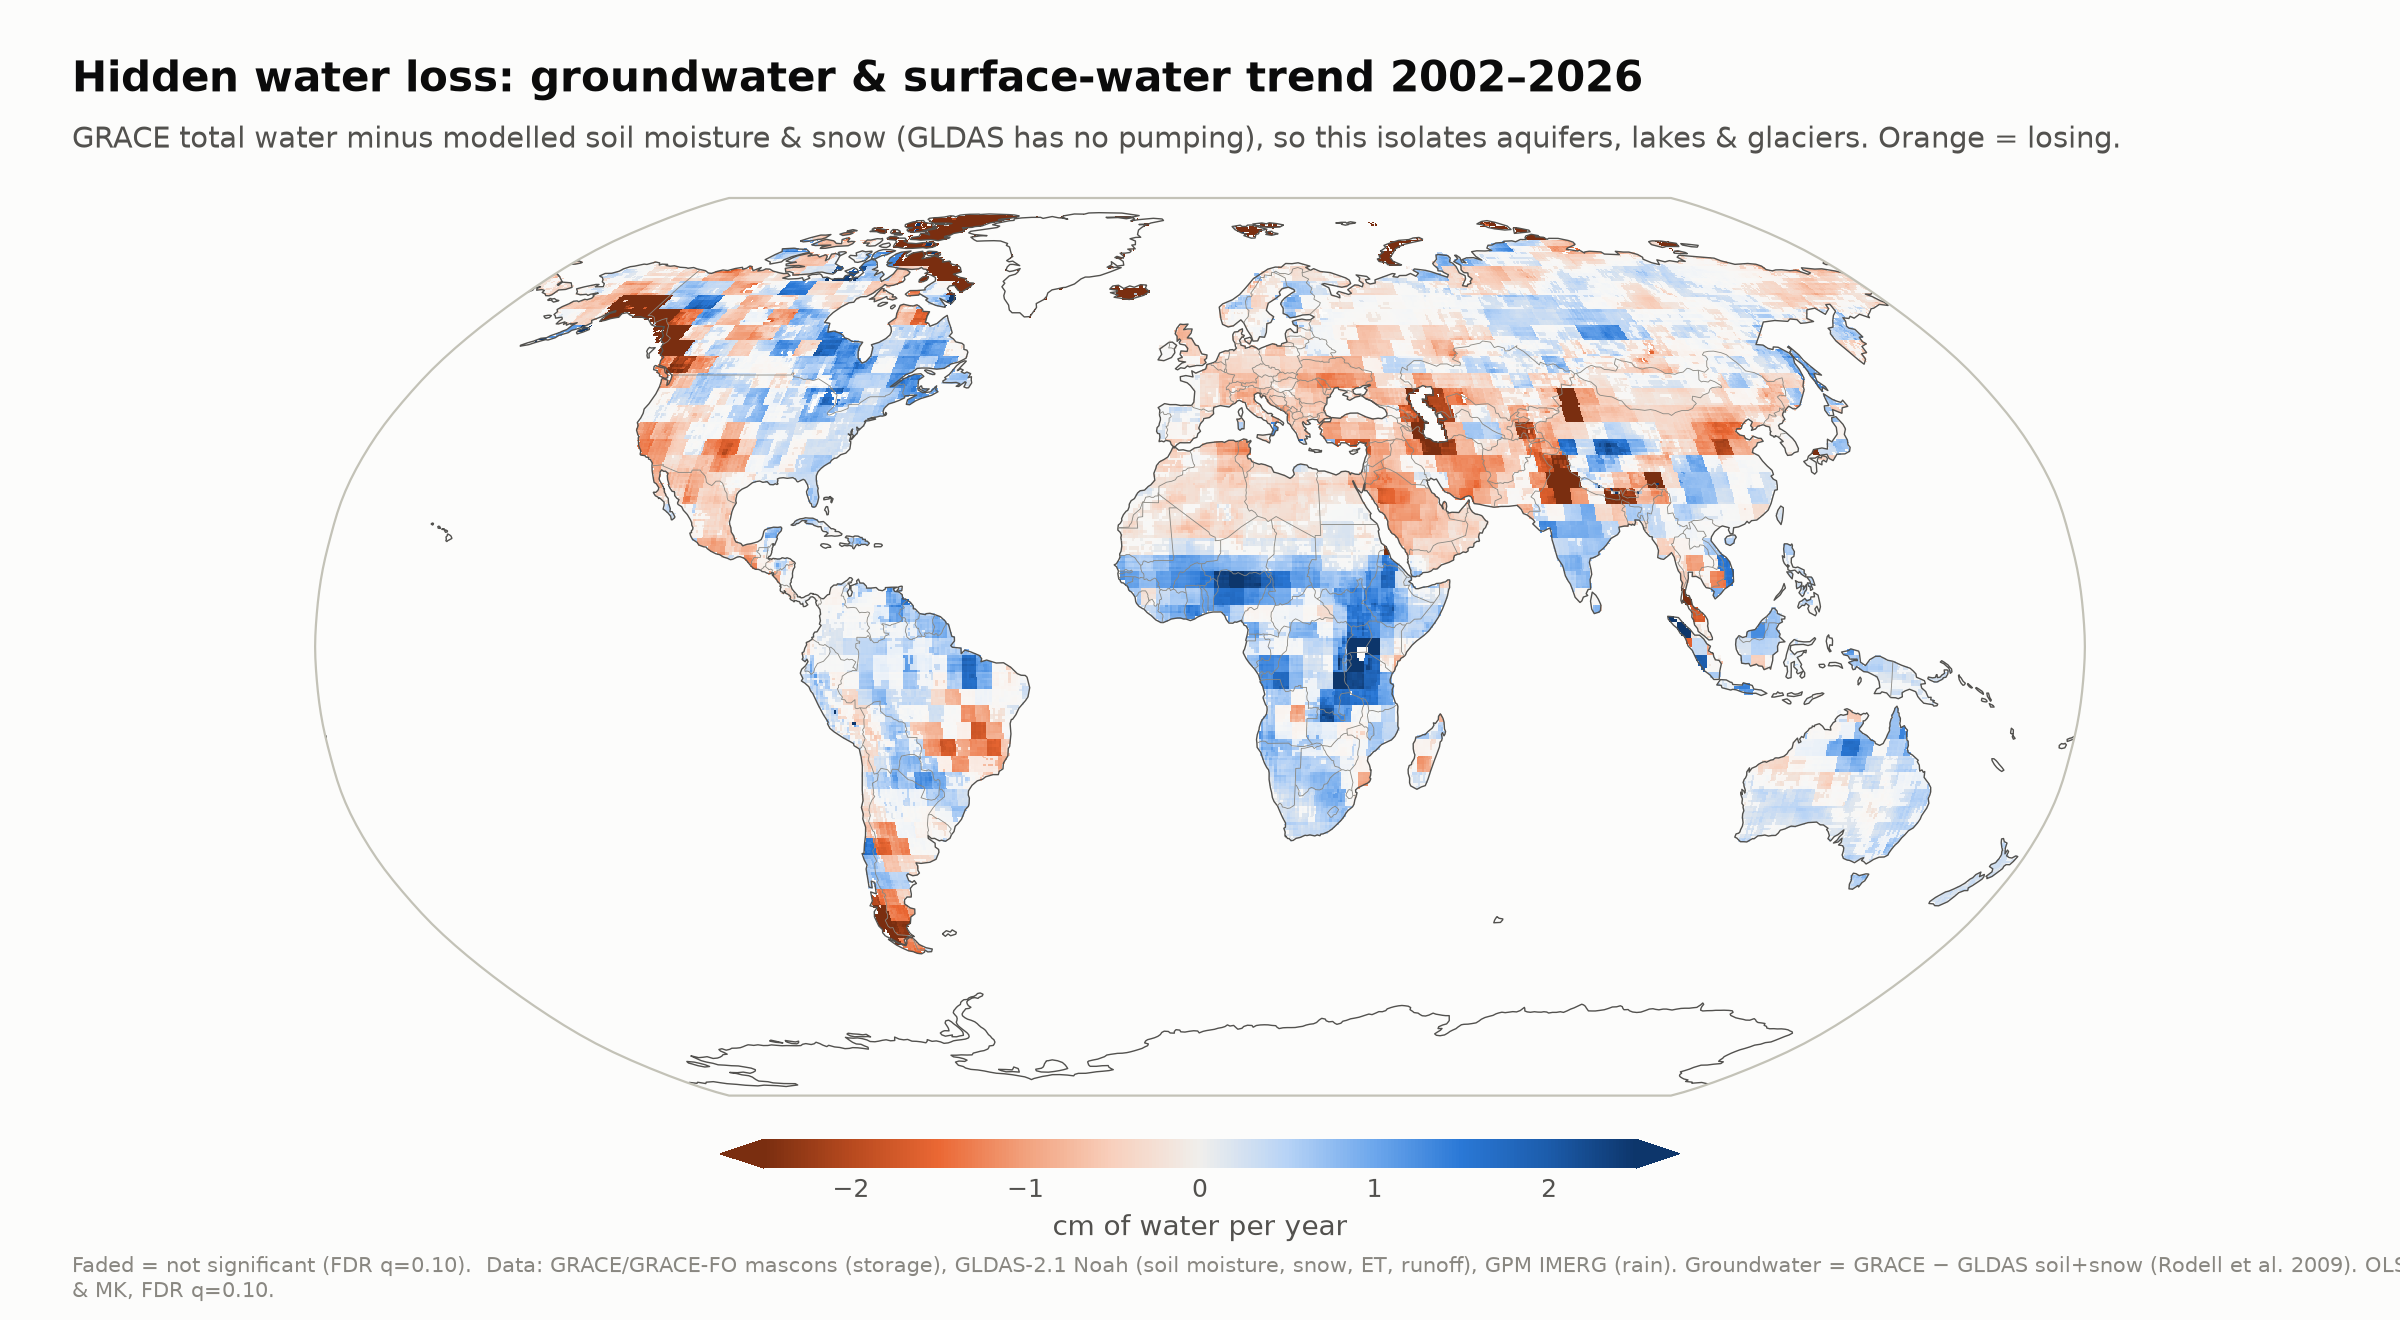 Hidden water loss: groundwater & surface-water trend 2002–2026
GRACE total water minus modelled soil moisture & snow (GLDAS has no pumping), so this isolates aquifers, lakes & glaciers. Orange = losing.
−2 −1 0 1 2
cm of water per year
Faded = not significant (FDR q=0.10).  Data: GRACE/GRACE-FO mascons (storage), GLDAS-2.1 Noah (soil moisture, snow, ET, runoff), GPM IMERG (rain). Groundwater = GRACE − GLDAS soil+snow (Rodell et al. 2009). OLS
& MK, FDR q=0.10.